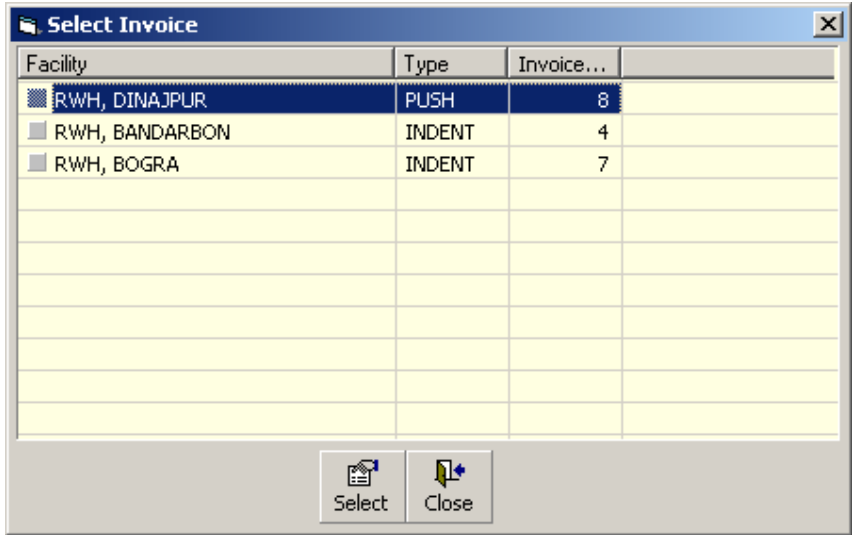 Select Invoice
Facility Type Invoice...
RWH, DINAJPUR PUSH 8
RWH, BANDARBON INDENT 4
RWH, BOGRA INDENT 7
Select Close